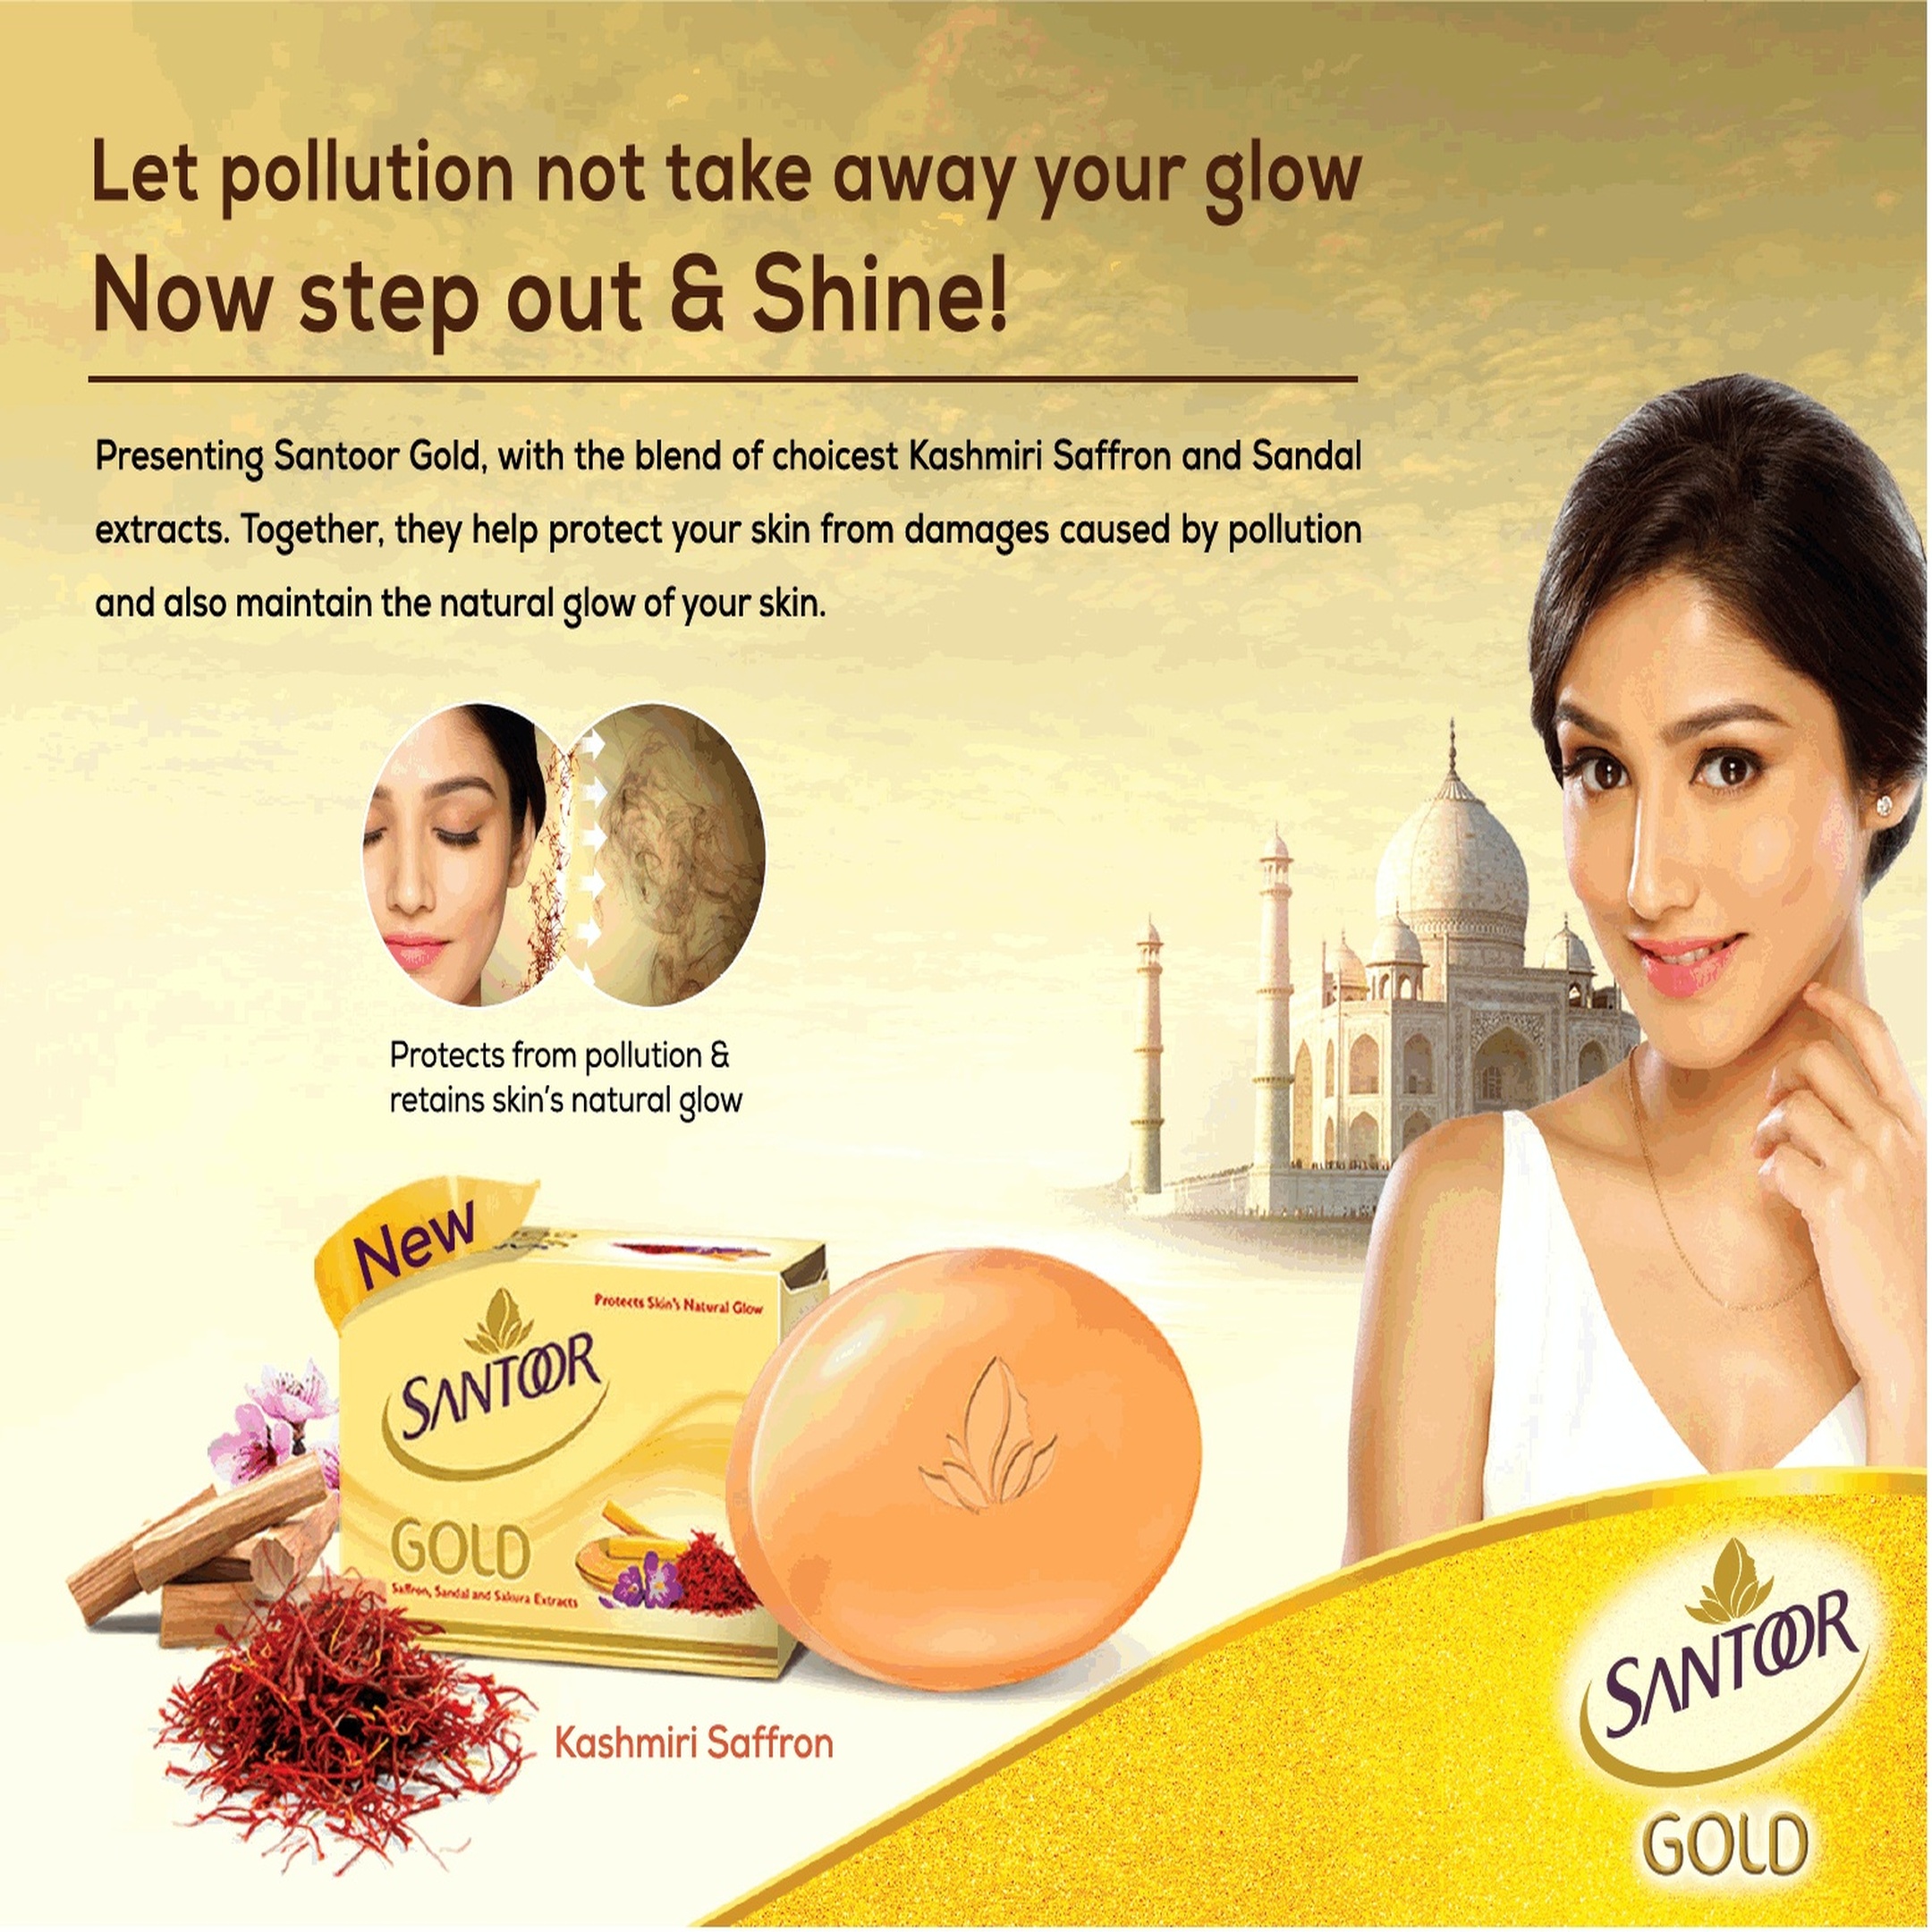 Let pollution not take away your glow
Now step out & Shine!
Presenting Santoor Gold, with the blend of choicest Kashmiri Saffron and Sandal
extracts. Together, they help protect your skin from damages caused by pollution
and also maintain the natural glow of your skin.
Protects from pollution &
retains skin's natural glow
New
Protects Skin's Natural Glow
SANTOOR
GOLD
Saffron, Sandal and Sakura Extracts
Kashmiri Saffron
SANTOOR
GOLD